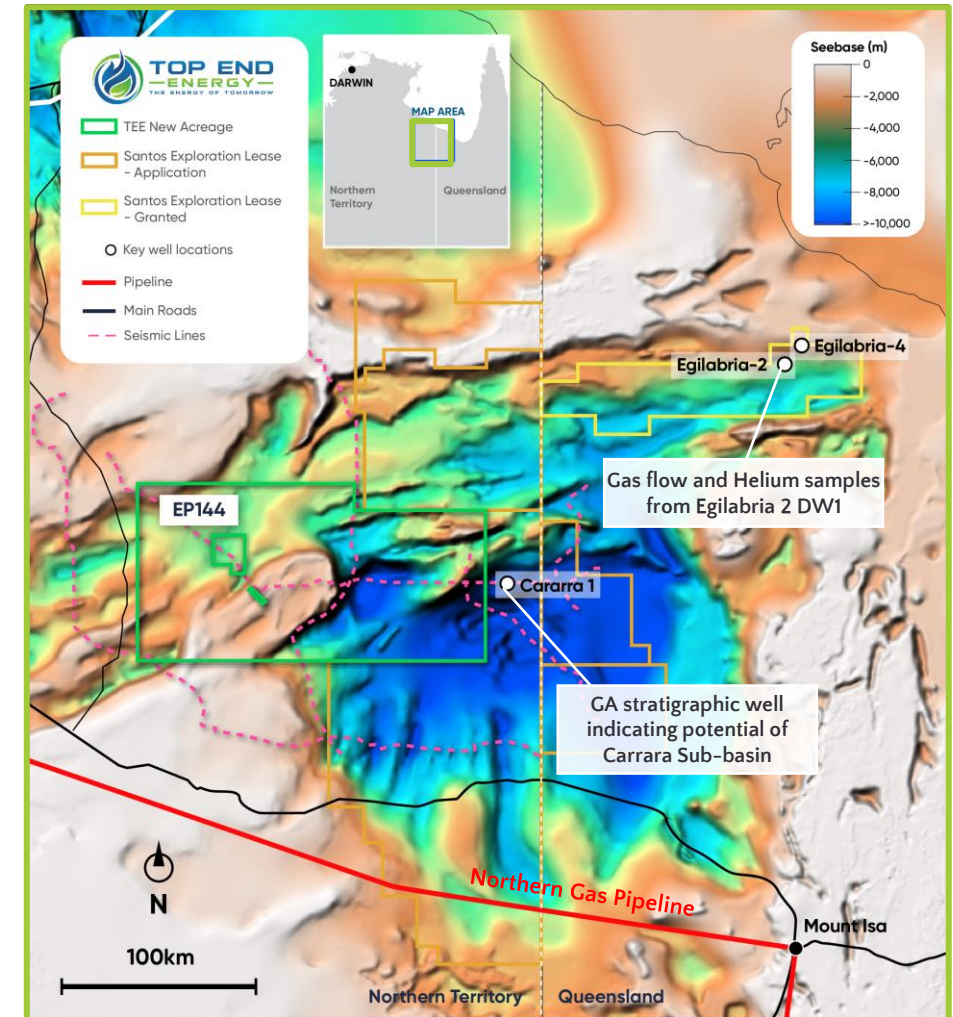 TOP END
ENERGY
THE ENERGY OF TOMORROW
TEE New Acreage
Santos Exploration Lease
- Application
Santos Exploration Lease
- Granted
Key well locations
Pipeline
Main Roads
Seismic Lines
DARWIN
MAP AREA
Northern
Territory
Queensland
Seebase (m)
0
-2,000
-4,000
-6,000
-8,000
>-10,000
Egilabria-4
Egilabria-2
Gas flow and Helium samples
from Egilabria 2 DW1
EP144
Cararra 1
GA stratigraphic well
indicating potential of
Carrara Sub-basin
Northern Gas Pipeline
Mount Isa
N
100km
Northern Territory
Queensland